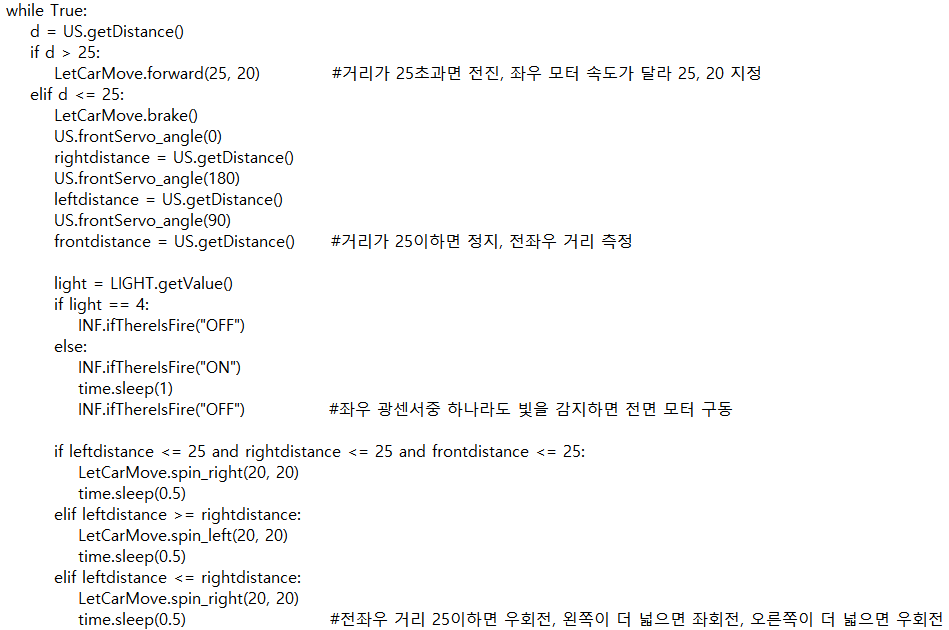 while True:
    d = US.getDistance()
    if d > 25:
        LetCarMove.forward(25, 20)    #거리가 25초과면 전진, 좌우 모터 속도가 달라 25, 20 지정
    elif d <= 25:
        LetCarMove.brake()
        US.frontServo_angle(0)
        rightdistance = US.getDistance()
        US.frontServo_angle(180)
        leftdistance = US.getDistance()
        US.frontServo_angle(90)
        frontdistance = US.getDistance()    #거리가 25이하면 정지, 전좌우 거리 측정

        light = LIGHT.getValue()
        if light == 4:
            INF.ifThereIsFire("OFF")
        else:
            INF.ifThereIsFire("ON")
            time.sleep(1)
            INF.ifThereIsFire("OFF")    #좌우 광센서중 하나라도 빛을 감지하면 전면 모터 구동

        if leftdistance <= 25 and rightdistance <= 25 and frontdistance <= 25:
            LetCarMove.spin_right(20, 20)
            time.sleep(0.5)
        elif leftdistance >= rightdistance:
            LetCarMove.spin_left(20, 20)
            time.sleep(0.5)
        elif leftdistance <= rightdistance:
            LetCarMove.spin_right(20, 20)
            time.sleep(0.5)    #전좌우 거리 25이하면 우회전, 왼쪽이 더 넓으면 좌회전, 오른쪽이 더 넓으면 우회전